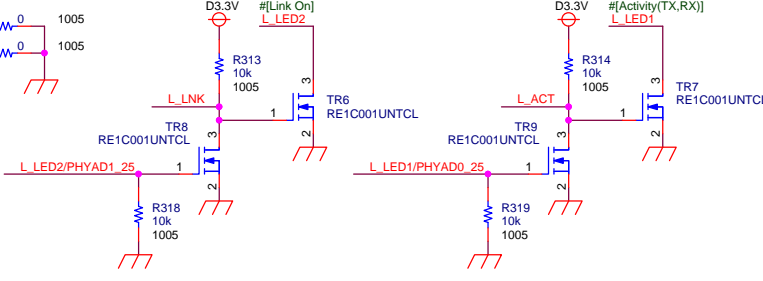 D3.3V
#[Link On]
L_LED2
D3.3V
#[Activity(TX,RX)]
L_LED1
0
1005
0
1005
R313
10k
1005
R314
10k
1005
L_LNK
3
TR6
RE1C001UNTCL
1
2
L_ACT
3
TR7
RE1C001UNTCL
1
2
TR8
RE1C001UNTCL
3
1
2
TR9
RE1C001UNTCL
3
1
2
L_LED2/PHYAD1_25
L_LED1/PHYAD0_25
R318
10k
1005
R319
10k
1005